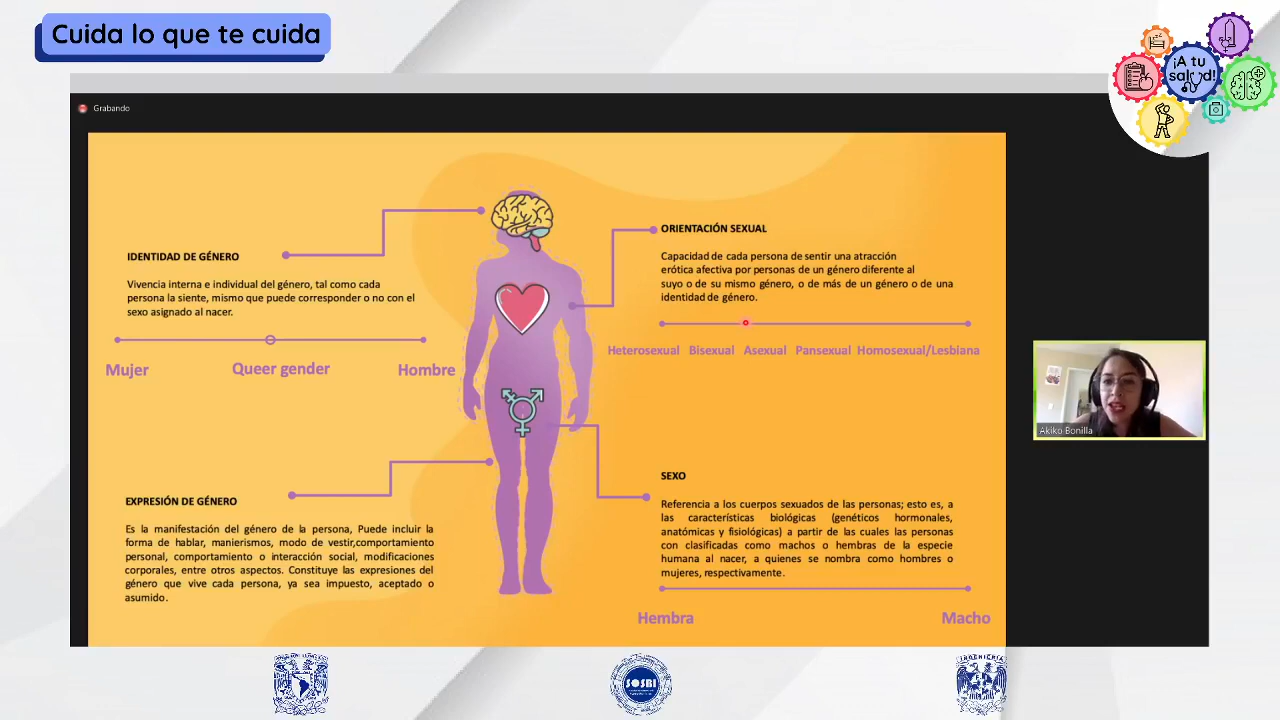 Cuida lo que te cuida
¡A tu
salud!
Grabando
IDENTIDAD DE GÉNERO
Vivencia interna e individual del género, tal como cada
persona la siente, mismo que puede corresponder o no con el
sexo asignado al nacer.
Mujer
Queer gender
Hombre
ORIENTACIÓN SEXUAL
Capacidad de cada persona de sentir una atracción
erótica afectiva por personas de un género diferente al
suyo o de su mismo género, o de más de un género o de una
identidad de género.
Heterosexual Bisexual Asexual Pansexual Homosexual/Lesbiana
EXPRESIÓN DE GÉNERO
Es la manifestación del género de la persona, Puede incluir la
forma de hablar, manierismos, modo de vestir,comportamiento
personal, comportamiento o interacción social, modificaciones
corporales, entre otros aspectos. Constituye las expresiones del
género que vive cada persona, ya sea impuesto, aceptado o
asumido.
SEXO
Referencia a los cuerpos sexuados de las personas; esto es, a
las características biológicas (genéticos hormonales,
anatómicas y fisiológicas) a partir de las cuales las personas
con clasificadas como machos o hembras de la especie
humana al nacer, a quienes se nombra como hombres o
mujeres, respectivamente.
Hembra
Macho
Akiko Bonilla
SOSRI
INGENIERÍA